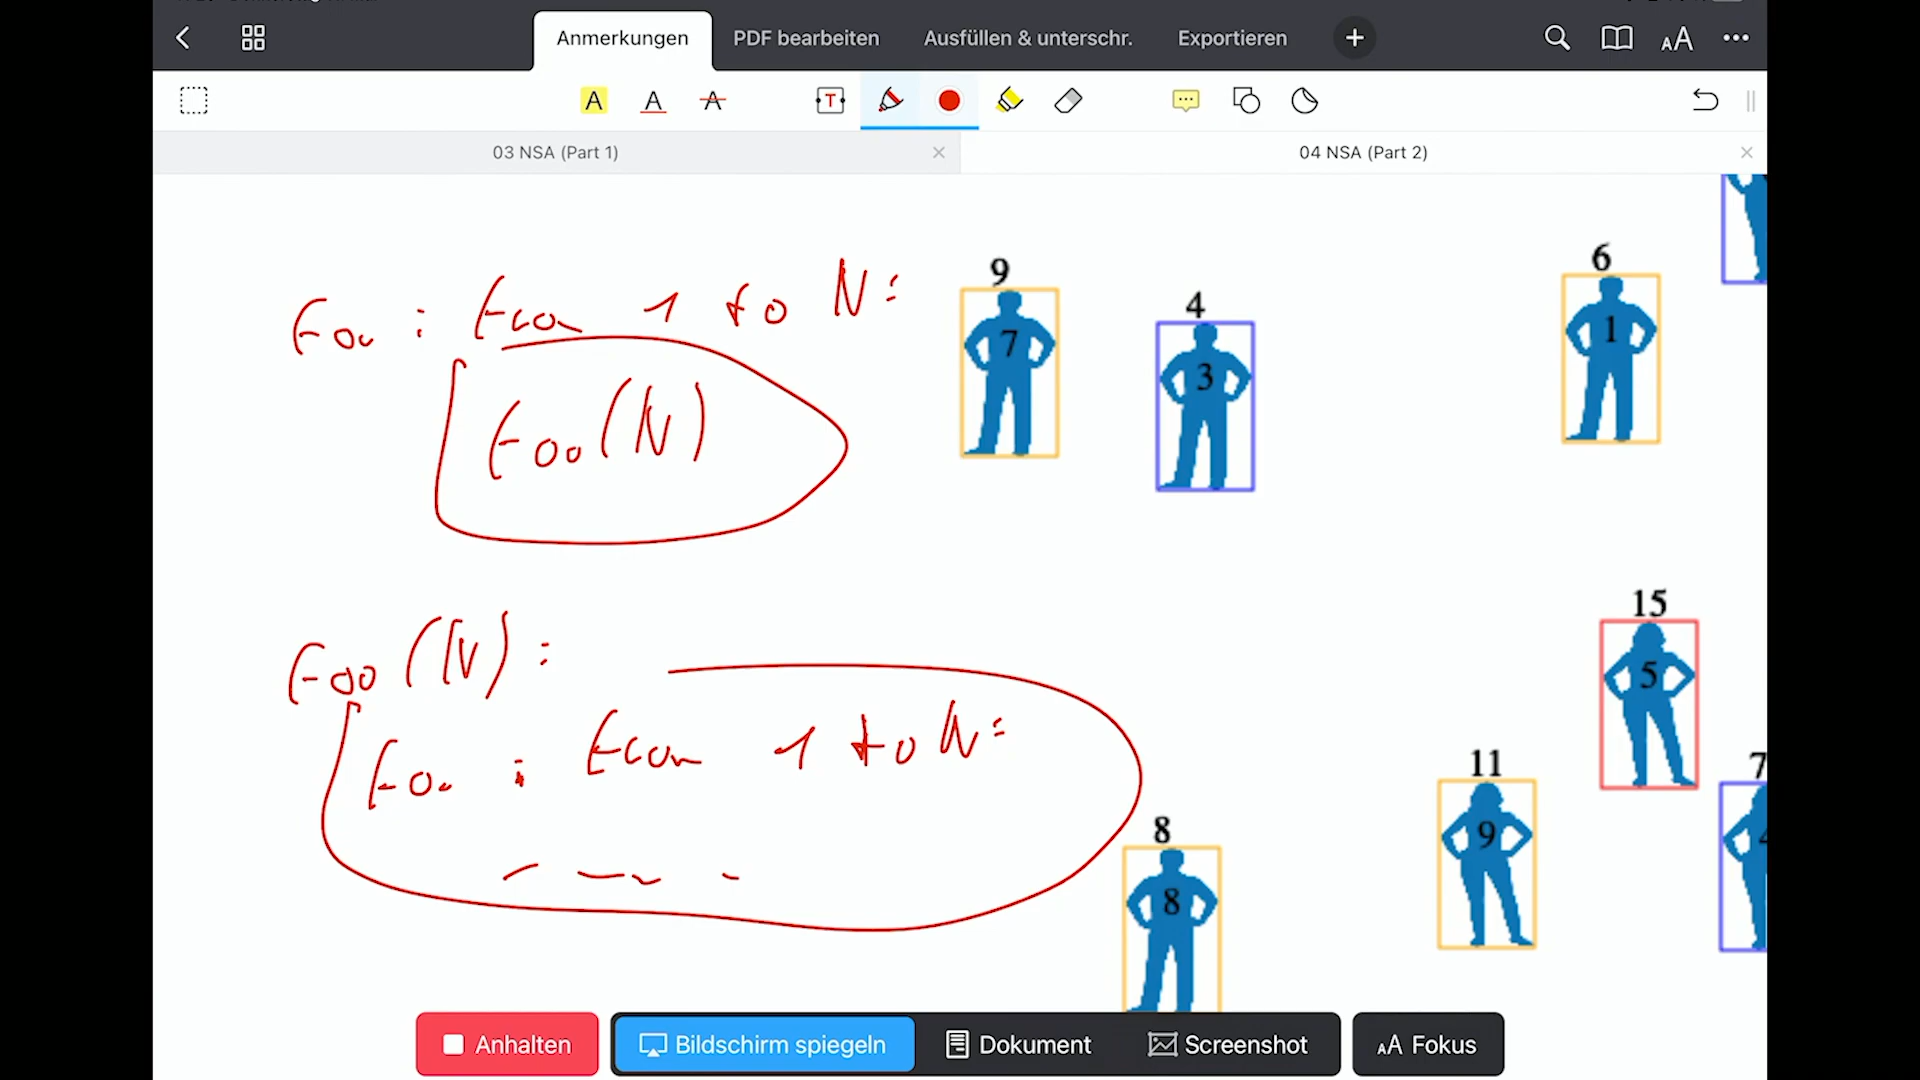 Anmerkungen PDF bearbeiten Ausfüllen & unterschr. Exportieren
A A A T
03 NSA (Part 1) 04 NSA (Part 2)
For i from 1 to N:
Foo(N)
Foo(N):
For i from 1 to N:
9
7
4
3
6
1
15
5
11
9
7
8
8
Anhalten Bildschirm spiegeln Dokument Screenshot AA Fokus